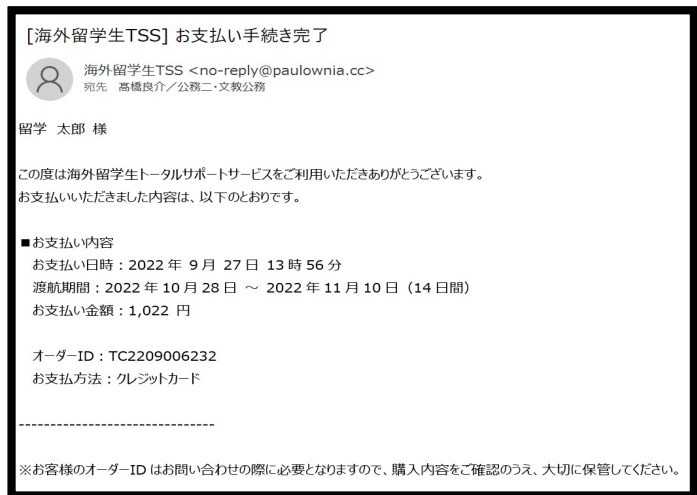 [海外留学生TSS] お支払い手続き完了
海外留学生TSS <no-reply@paulownia.cc>
宛先 高橋良介／公務二・文教公務
留学 太郎 様
この度は海外留学生トータルサポートサービスをご利用いただきありがとうございます。
お支払いいただきました内容は、以下のとおりです。
■お支払い内容
お支払い日時：2022 年 9 月 27 日 13 時 56 分
渡航期間：2022 年 10 月 28 日 ～ 2022 年 11 月 10 日（14 日間）
お支払い金額：1,022 円
オーダーID：TC2209006232
お支払方法：クレジットカード
-------------------------------
※お客様のオーダーID はお問い合わせの際に必要となりますので、購入内容をご確認のうえ、大切に保管してください。